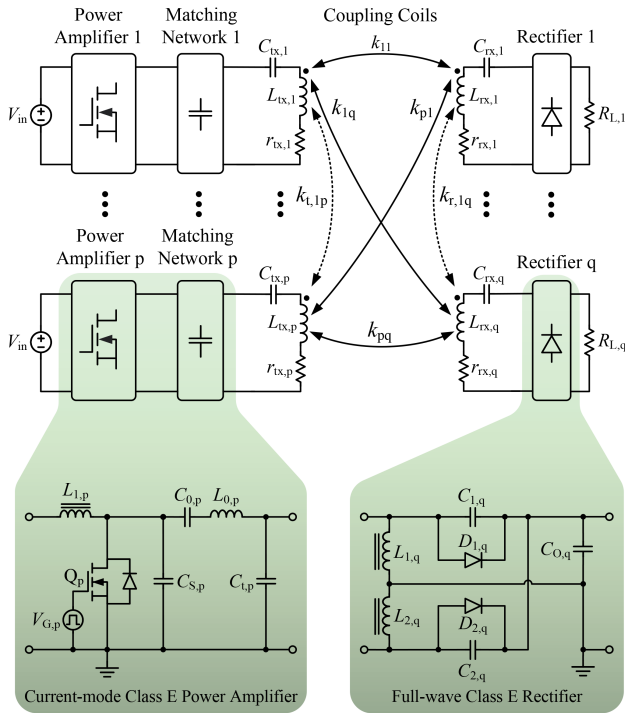 Power Amplifier 1
Matching Network 1
Coupling Coils
Rectifier 1
V_in
C_tx,1
L_tx,1
r_tx,1
k_11
k_1q
k_p1
C_rx,1
L_rx,1
r_rx,1
R_L,1
k_t,1p
k_r,1q
Power Amplifier p
Matching Network p
Rectifier q
V_in
C_tx,p
L_tx,p
r_tx,p
k_pq
C_rx,q
L_rx,q
r_rx,q
R_L,q
L_1,p
C_0,p
L_0,p
Q_p
V_G,p
C_S,p
C_t,p
Current-mode Class E Power Amplifier
C_1,q
D_1,q
L_1,q
C_O,q
L_2,q
D_2,q
C_2,q
Full-wave Class E Rectifier